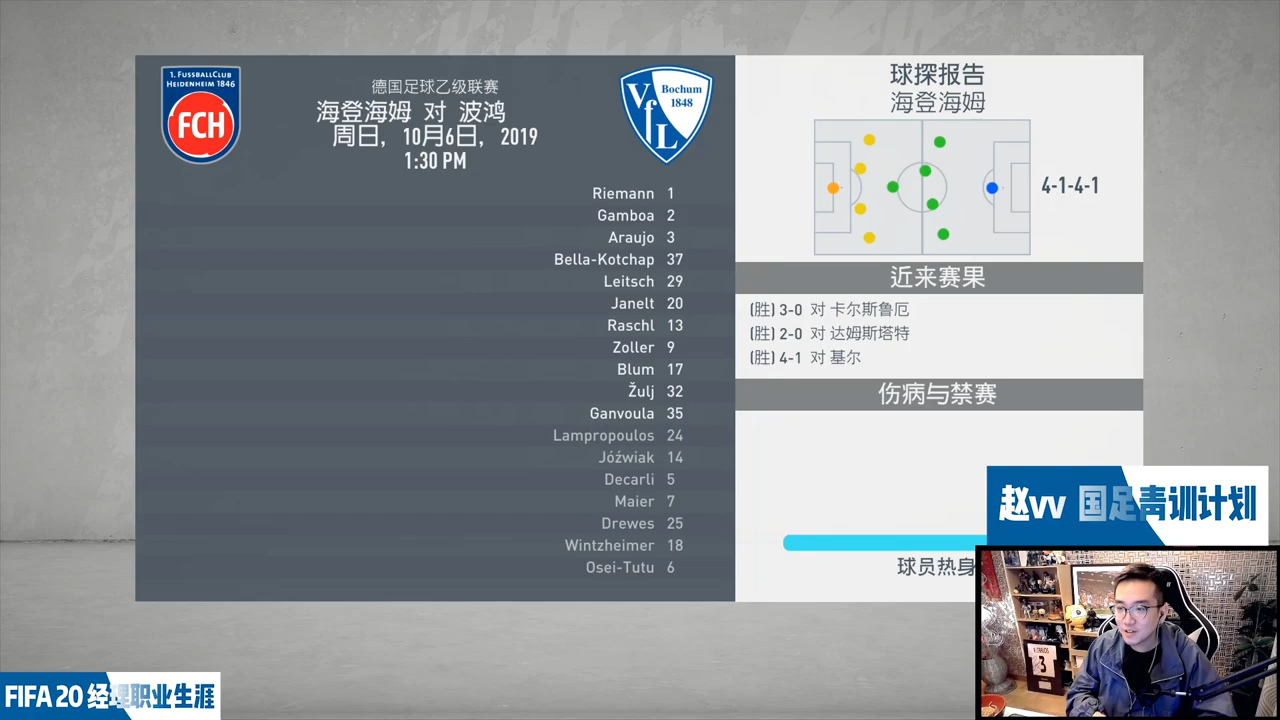 1. FUSSBALLCLUB
HEIDENHEIM 1846
FCH
德国足球乙级联赛
海登海姆 对 波鸿
周日, 10月6日, 2019
1:30 PM
VfL
Bochum
1848
Riemann 1
Gamboa 2
Araujo 3
Bella-Kotchap 37
Leitsch 29
Janelt 20
Raschl 13
Zoller 9
Blum 17
Žulj 32
Ganvoula 35
Lampropoulos 24
Jóźwiak 14
Decarli 5
Maier 7
Drewes 25
Wintzheimer 18
Osei-Tutu 6
球探报告
海登海姆
4-1-4-1
近来赛果
(胜) 3-0 对 卡尔斯鲁厄
(胜) 2-0 对 达姆斯塔特
(胜) 4-1 对 基尔
伤病与禁赛
球员热身
赵vv 国足青训计划
3
FIFA 20 经理职业生涯